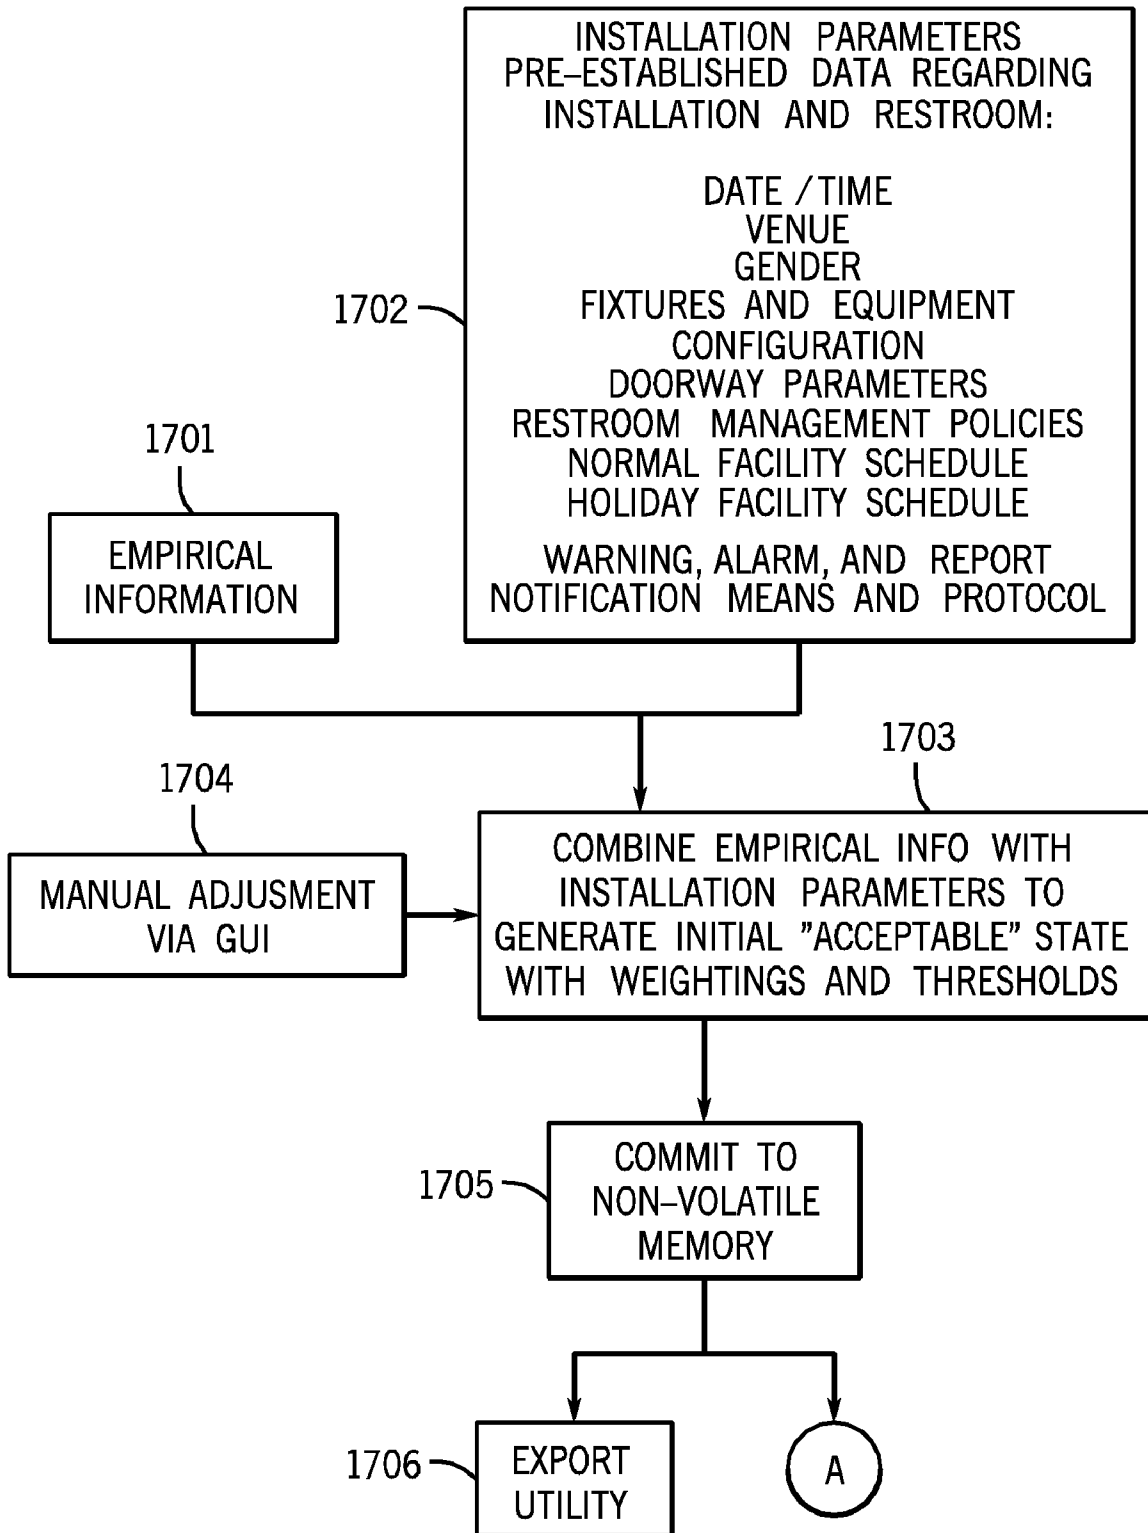 INSTALLATION PARAMETERS
PRE–ESTABLISHED DATA REGARDING
INSTALLATION AND RESTROOM:
DATE / TIME
VENUE
GENDER
FIXTURES AND EQUIPMENT
CONFIGURATION
DOORWAY PARAMETERS
RESTROOM MANAGEMENT POLICIES
NORMAL FACILITY SCHEDULE
HOLIDAY FACILITY SCHEDULE
WARNING, ALARM, AND REPORT
NOTIFICATION MEANS AND PROTOCOL
1702
1701
EMPIRICAL
INFORMATION
1703
1704
COMBINE EMPIRICAL INFO WITH
INSTALLATION PARAMETERS TO
GENERATE INITIAL ”ACCEPTABLE” STATE
WITH WEIGHTINGS AND THRESHOLDS
MANUAL ADJUSMENT
VIA GUI
1705
COMMIT TO
NON–VOLATILE
MEMORY
1706
EXPORT
UTILITY
A